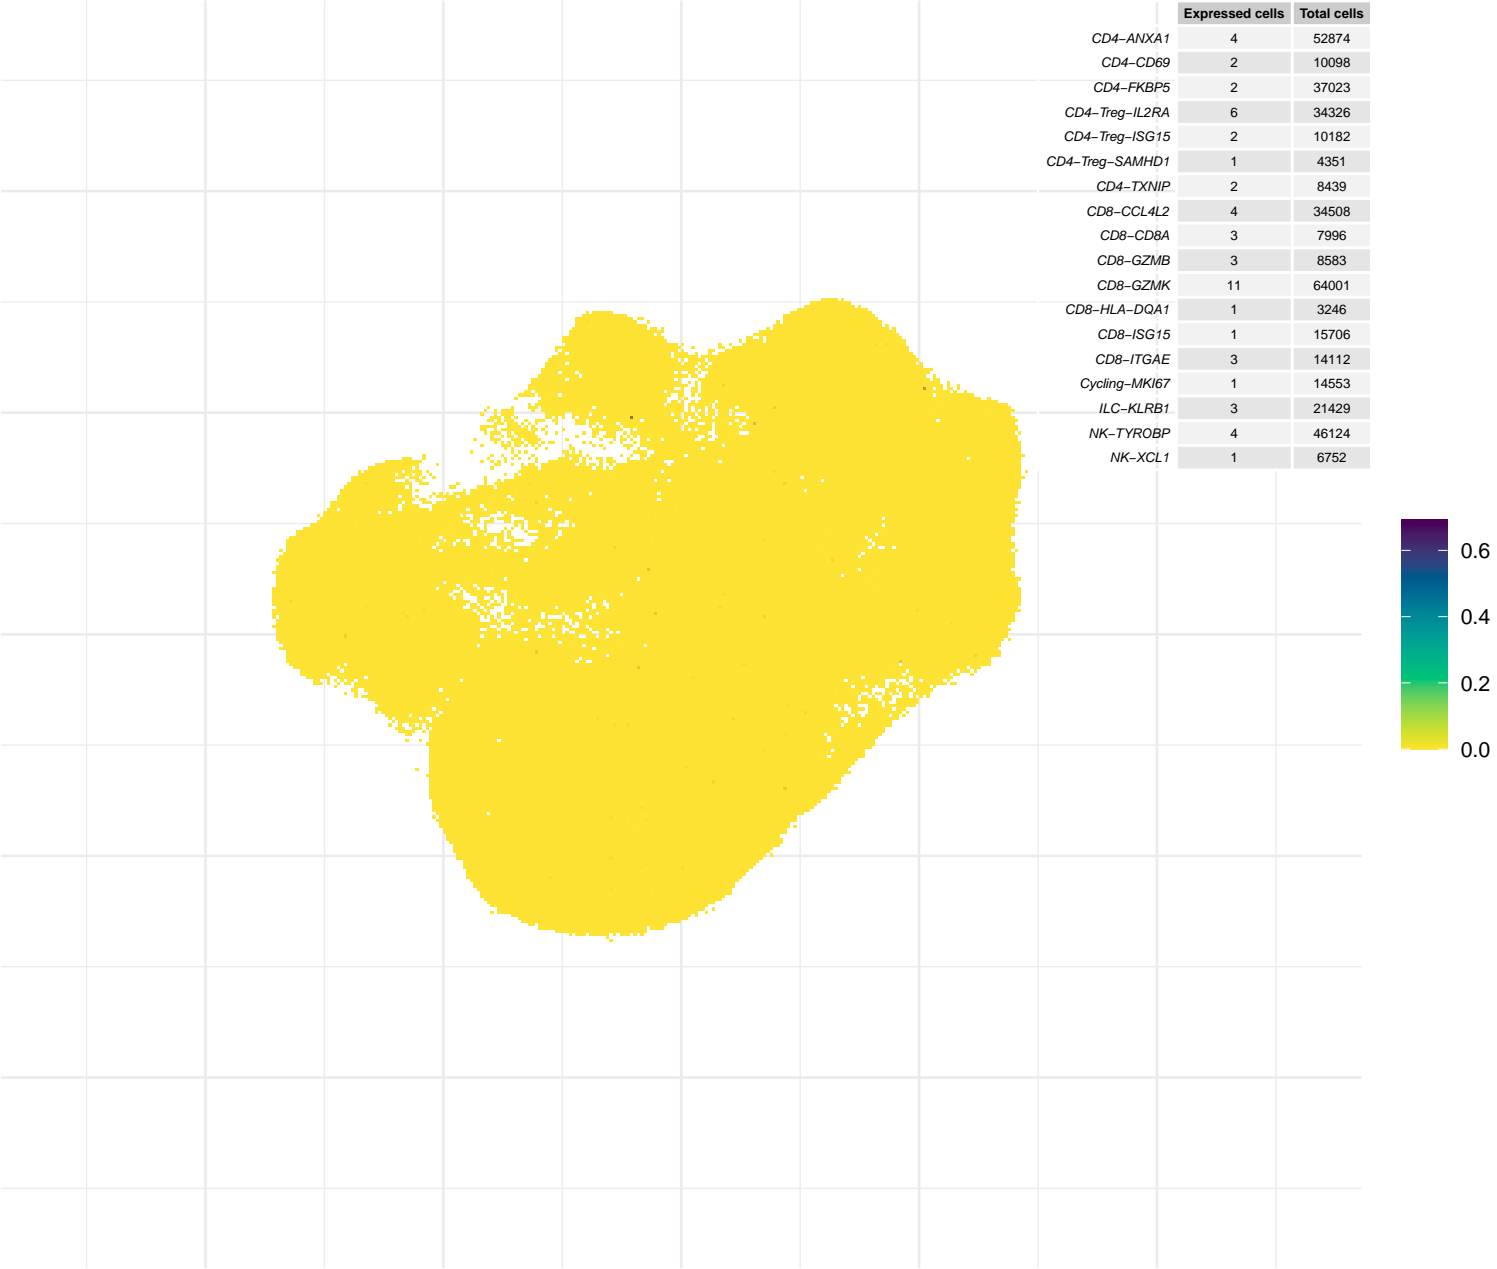 Expressed cells Total cells
CD4−ANXA1 4 52874
CD4−CD69 2 10098
CD4−FKBP5 2 37023
CD4−Treg−IL2RA 6 34326
CD4−Treg−ISG15 2 10182
CD4−Treg−SAMHD1 1 4351
CD4−TXNIP 2 8439
CD8−CCL4L2 4 34508
CD8−CD8A 3 7996
CD8−GZMB 3 8583
CD8−GZMK 11 64001
CD8−HLA−DQA1 1 3246
CD8−ISG15 1 15706
CD8−ITGAE 3 14112
Cycling−MKI67 1 14553
ILC−KLRB1 3 21429
NK−TYROBP 4 46124
NK−XCL1 1 6752
0.6
0.4
0.2
0.0